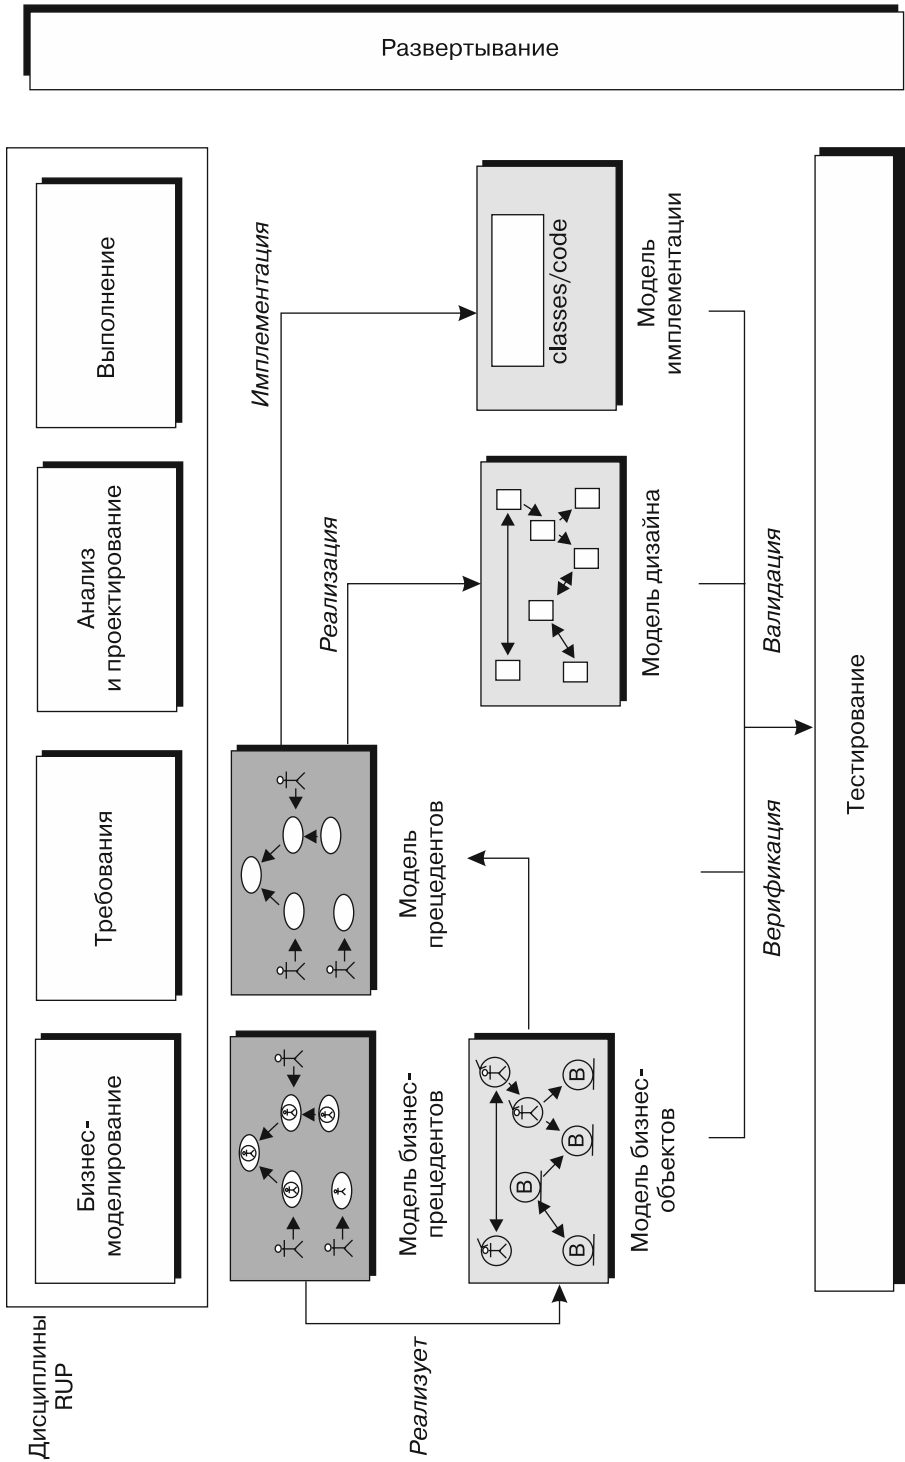 Дисциплины
RUP
Бизнес-
моделирование
Требования
Анализ
и проектирование
Выполнение
Развертывание
Имплементация
Реализация
Модель бизнес-
прецедентов
Модель
прецедентов
Реализует
B
B
B
B
classes/code
Модель бизнес-
объектов
Модель дизайна
Модель
имплементации
Верификация
Валидация
Тестирование